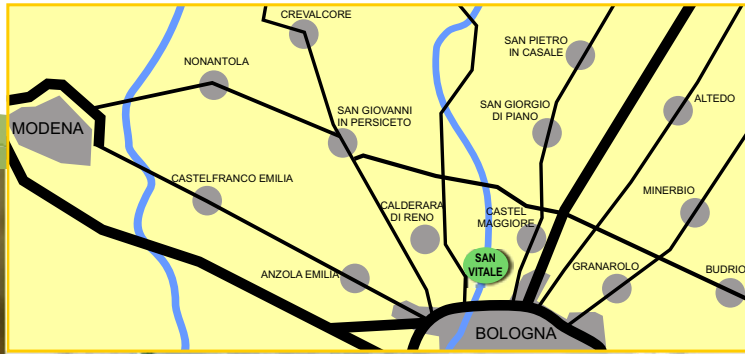 CREVALCORE
SAN PIETRO
IN CASALE
NONANTOLA
ALTEDO
SAN GIOVANNI
IN PERSICETO
SAN GIORGIO
DI PIANO
MODENA
CASTELFRANCO EMILIA
MINERBIO
CALDERARA
DI RENO
CASTEL
MAGGIORE
SAN
VITALE
ANZOLA EMILIA
GRANAROLO
BUDRIO
BOLOGNA